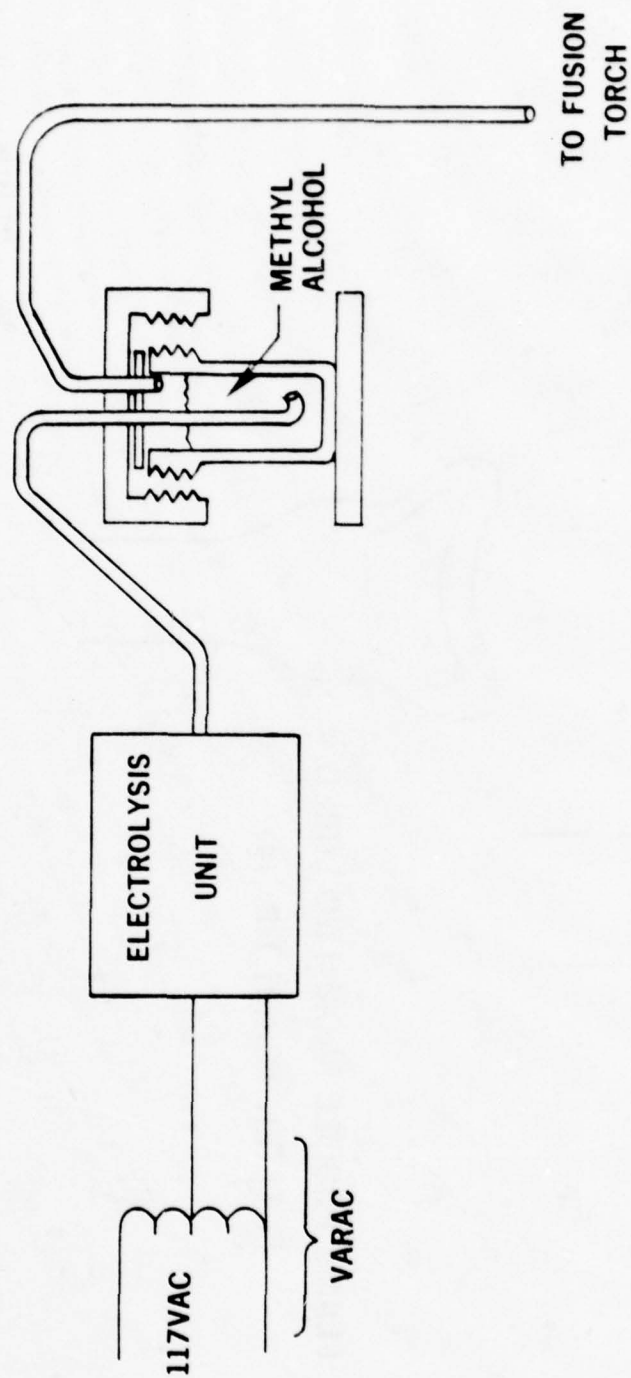 117VAC
VARAC
ELECTROLYSIS
UNIT
METHYL
ALCOHOL
TO FUSION
TORCH